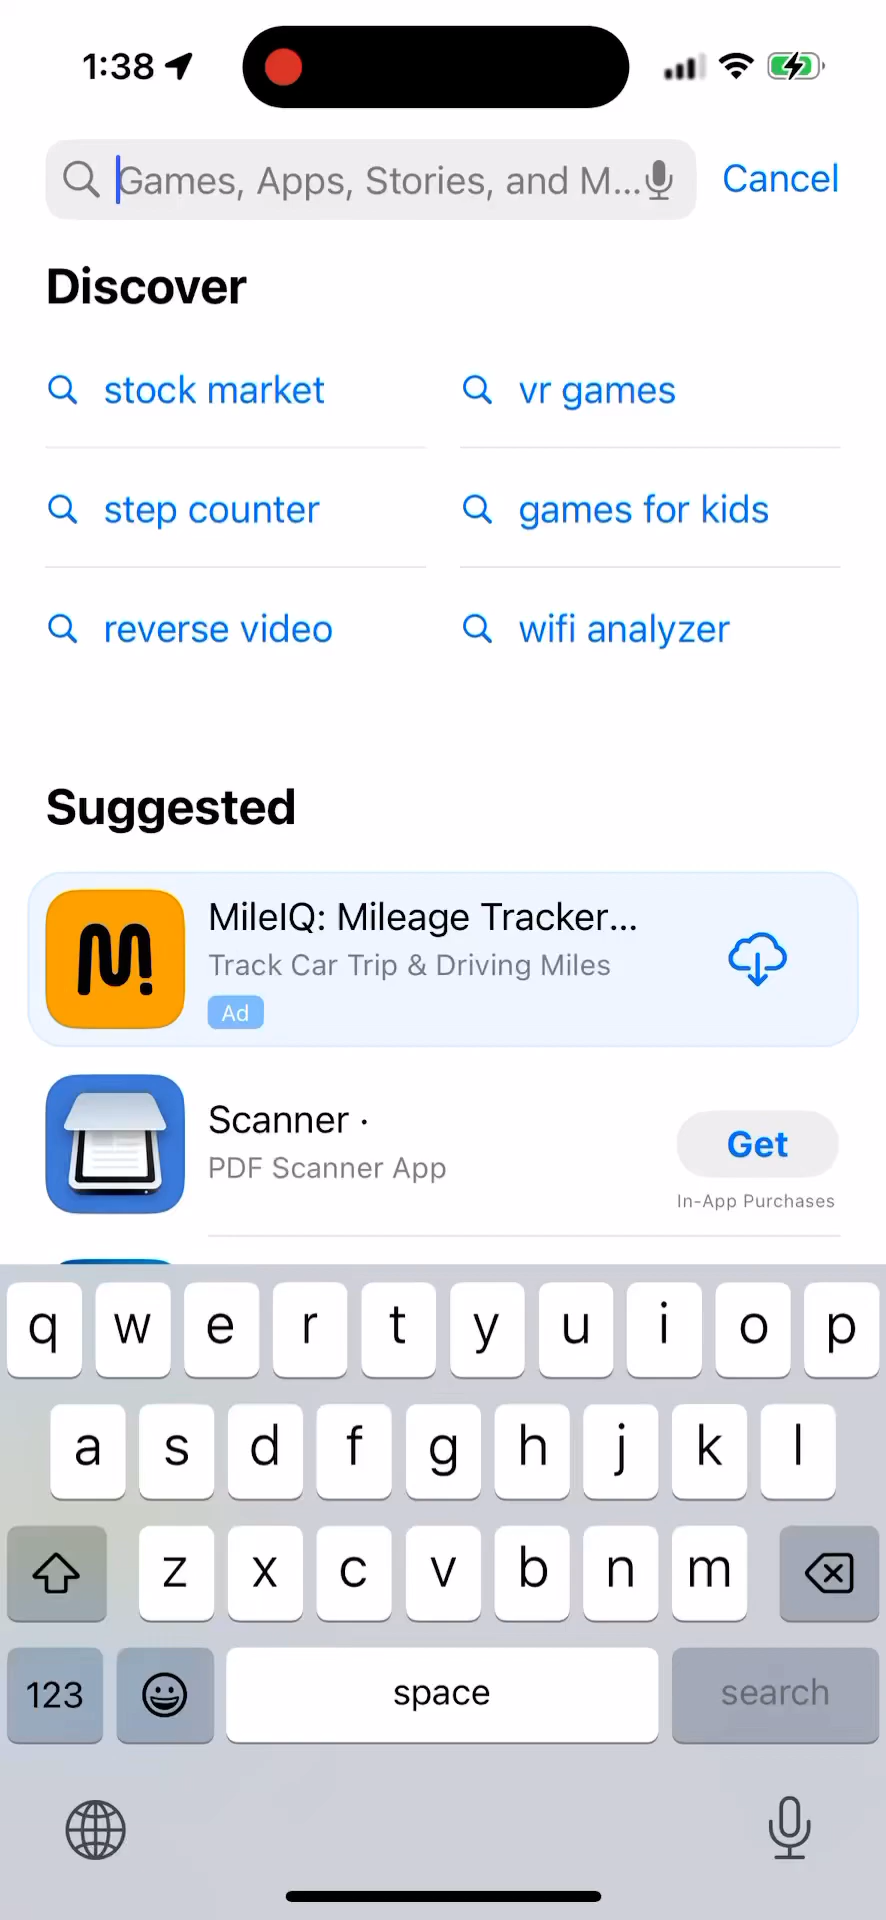 1:38
Games, Apps, Stories, and M...
Cancel
Discover
stock market
vr games
step counter
games for kids
reverse video
wifi analyzer
Suggested
MileIQ: Mileage Tracker...
Track Car Trip & Driving Miles
Ad
Scanner ·
PDF Scanner App
Get
In-App Purchases
q w e r t y u i o p
a s d f g h j k l
z x c v b n m
123 space search